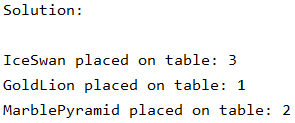 Solution:
IceSwan placed on table: 3
GoldLion placed on table: 1
MarblePyramid placed on table: 2